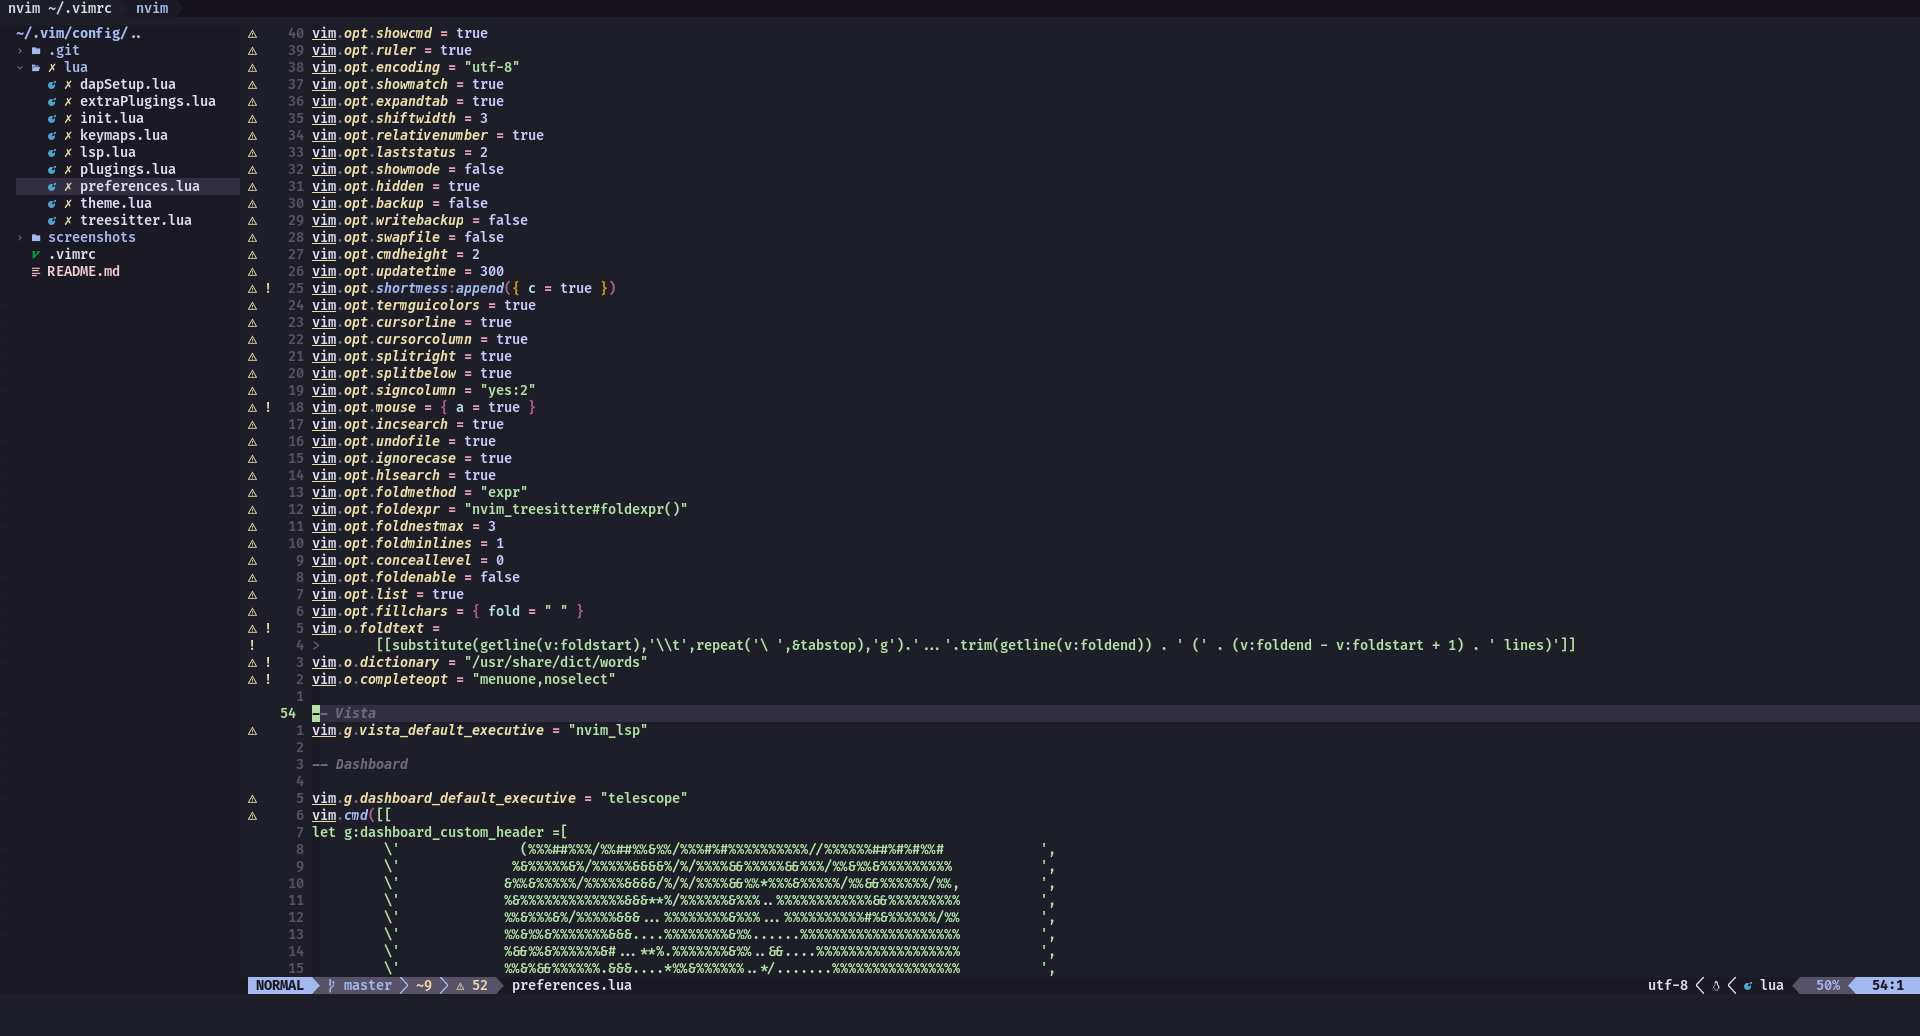 nvim ~/.vimrc nvim
~/.vim/config/..
.git
lua
dapSetup.lua
extraPlugings.lua
init.lua
keymaps.lua
lsp.lua
plugings.lua
preferences.lua
theme.lua
treesitter.lua
screenshots
.vimrc
README.md
40 vim.opt.showcmd = true
39 vim.opt.ruler = true
38 vim.opt.encoding = "utf-8"
37 vim.opt.showmatch = true
36 vim.opt.expandtab = true
35 vim.opt.shiftwidth = 3
34 vim.opt.relativenumber = true
33 vim.opt.laststatus = 2
32 vim.opt.showmode = false
31 vim.opt.hidden = true
30 vim.opt.backup = false
29 vim.opt.writebackup = false
28 vim.opt.swapfile = false
27 vim.opt.cmdheight = 2
26 vim.opt.updatetime = 300
! 25 vim.opt.shortmess:append({ c = true })
24 vim.opt.termguicolors = true
23 vim.opt.cursorline = true
22 vim.opt.cursorcolumn = true
21 vim.opt.splitright = true
20 vim.opt.splitbelow = true
19 vim.opt.signcolumn = "yes:2"
! 18 vim.opt.mouse = { a = true }
17 vim.opt.incsearch = true
16 vim.opt.undofile = true
15 vim.opt.ignorecase = true
14 vim.opt.hlsearch = true
13 vim.opt.foldmethod = "expr"
12 vim.opt.foldexpr = "nvim_treesitter#foldexpr()"
11 vim.opt.foldnestmax = 3
10 vim.opt.foldminlines = 1
9 vim.opt.conceallevel = 0
8 vim.opt.foldenable = false
7 vim.opt.list = true
6 vim.opt.fillchars = { fold = " " }
! 5 vim.o.foldtext =
! 4 > [[substitute(getline(v:foldstart),'\\t',repeat('\ ',&tabstop),'g').'...'.trim(getline(v:foldend)) . ' (' . (v:foldend - v:foldstart + 1) . ' lines)']]
! 3 vim.o.dictionary = "/usr/share/dict/words"
! 2 vim.o.completeopt = "menuone,noselect"
1
54 -- Vista
1 vim.g.vista_default_executive = "nvim_lsp"
2
3 -- Dashboard
4
5 vim.g.dashboard_default_executive = "telescope"
6 vim.cmd([[
7 let g:dashboard_custom_header =[
8 \' ',
9 \' ',
10 \' ',
11 \' ',
12 \' ',
13 \' ',
14 \' ',
15 \' ',
NORMAL master ~9 52 preferences.lua utf-8 lua 50% 54:1